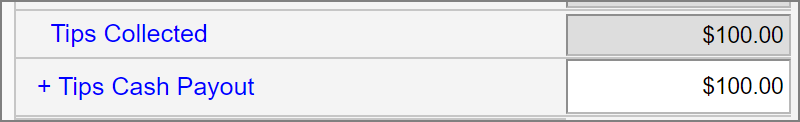 Tips Collected $100.00
+ Tips Cash Payout $100.00